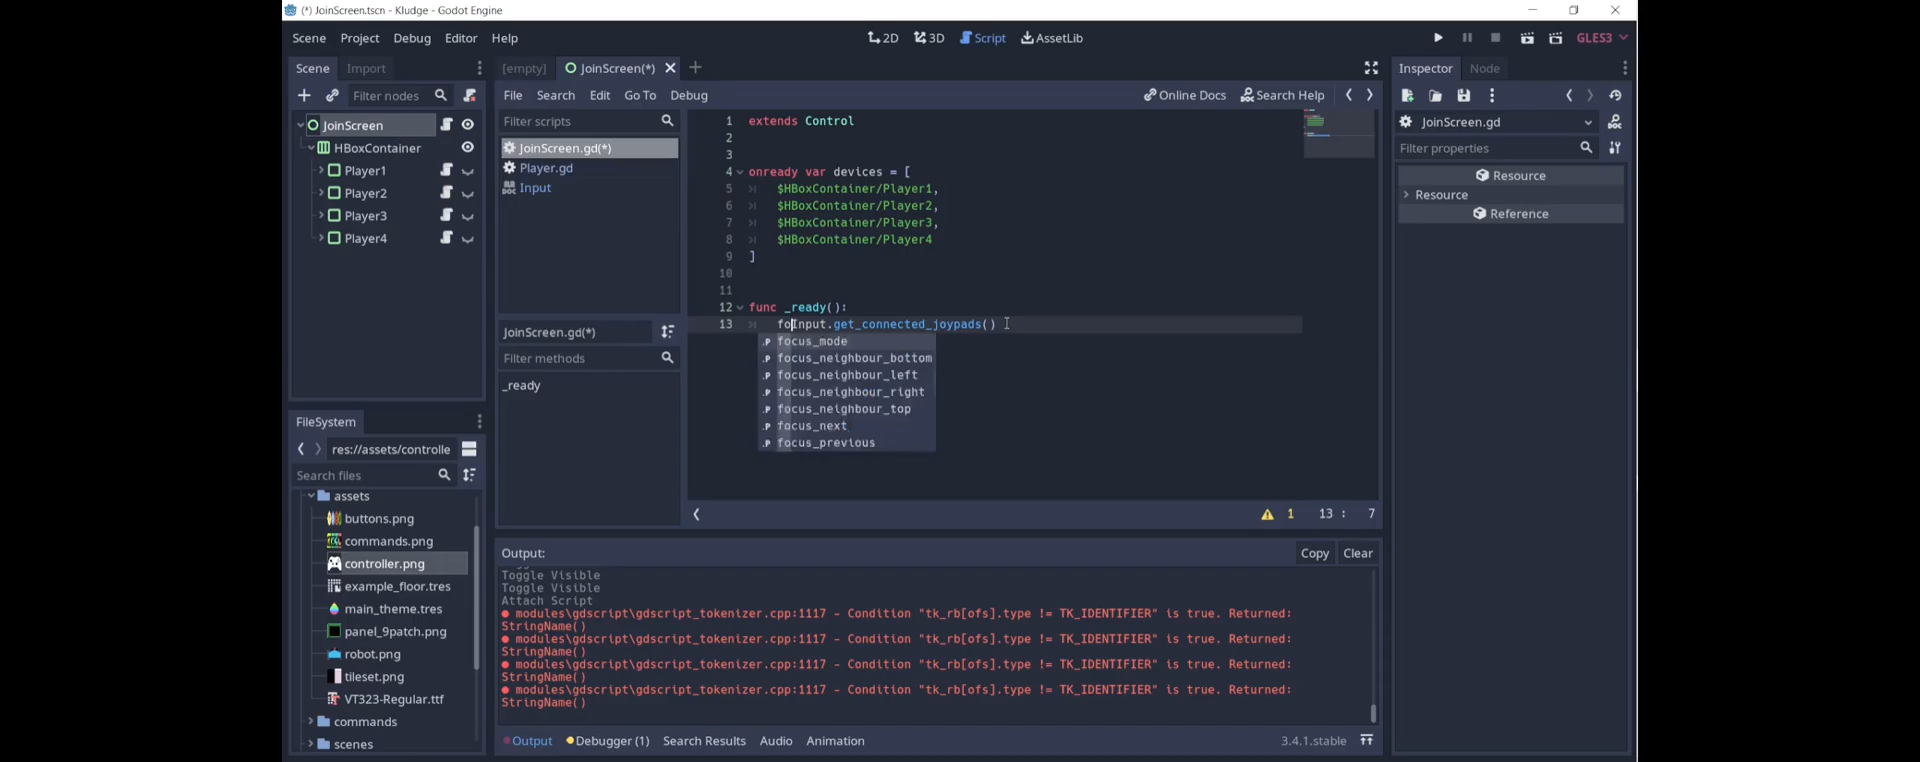 (*) JoinScreen.tscn - Kludge - Godot Engine
Scene Project Debug Editor Help
2D 3D Script AssetLib
GLES3
Scene Import
[empty] JoinScreen(*)
Inspector Node
Filter nodes
File Search Edit Go To Debug
Online Docs Search Help
JoinScreen
HBoxContainer
Player1
Player2
Player3
Player4
Filter scripts
JoinScreen.gd(*)
Player.gd
Input
JoinScreen.gd(*)
Filter methods
_ready
1 extends Control
2
3
4 onready var devices = [
5 $HBoxContainer/Player1,
6 $HBoxContainer/Player2,
7 $HBoxContainer/Player3,
8 $HBoxContainer/Player4
9 ]
10
11
12 func _ready():
13 foInput.get_connected_joypads()
.P focus_mode
.P focus_neighbour_bottom
.P focus_neighbour_left
.P focus_neighbour_right
.P focus_neighbour_top
.P focus_next
.P focus_previous
1 13 : 7
JoinScreen.gd
Filter properties
Resource
Resource
Reference
FileSystem
res://assets/controlle
Search files
assets
buttons.png
commands.png
controller.png
example_floor.tres
main_theme.tres
panel_9patch.png
robot.png
tileset.png
VT323-Regular.ttf
commands
scenes
Output:
Copy Clear
Toggle Visible
Toggle Visible
Attach Script
modules\gdscript\gdscript_tokenizer.cpp:1117 - Condition "tk_rb[ofs].type != TK_IDENTIFIER" is true. Returned:
StringName()
modules\gdscript\gdscript_tokenizer.cpp:1117 - Condition "tk_rb[ofs].type != TK_IDENTIFIER" is true. Returned:
StringName()
modules\gdscript\gdscript_tokenizer.cpp:1117 - Condition "tk_rb[ofs].type != TK_IDENTIFIER" is true. Returned:
StringName()
modules\gdscript\gdscript_tokenizer.cpp:1117 - Condition "tk_rb[ofs].type != TK_IDENTIFIER" is true. Returned:
StringName()
Output Debugger (1) Search Results Audio Animation
3.4.1.stable